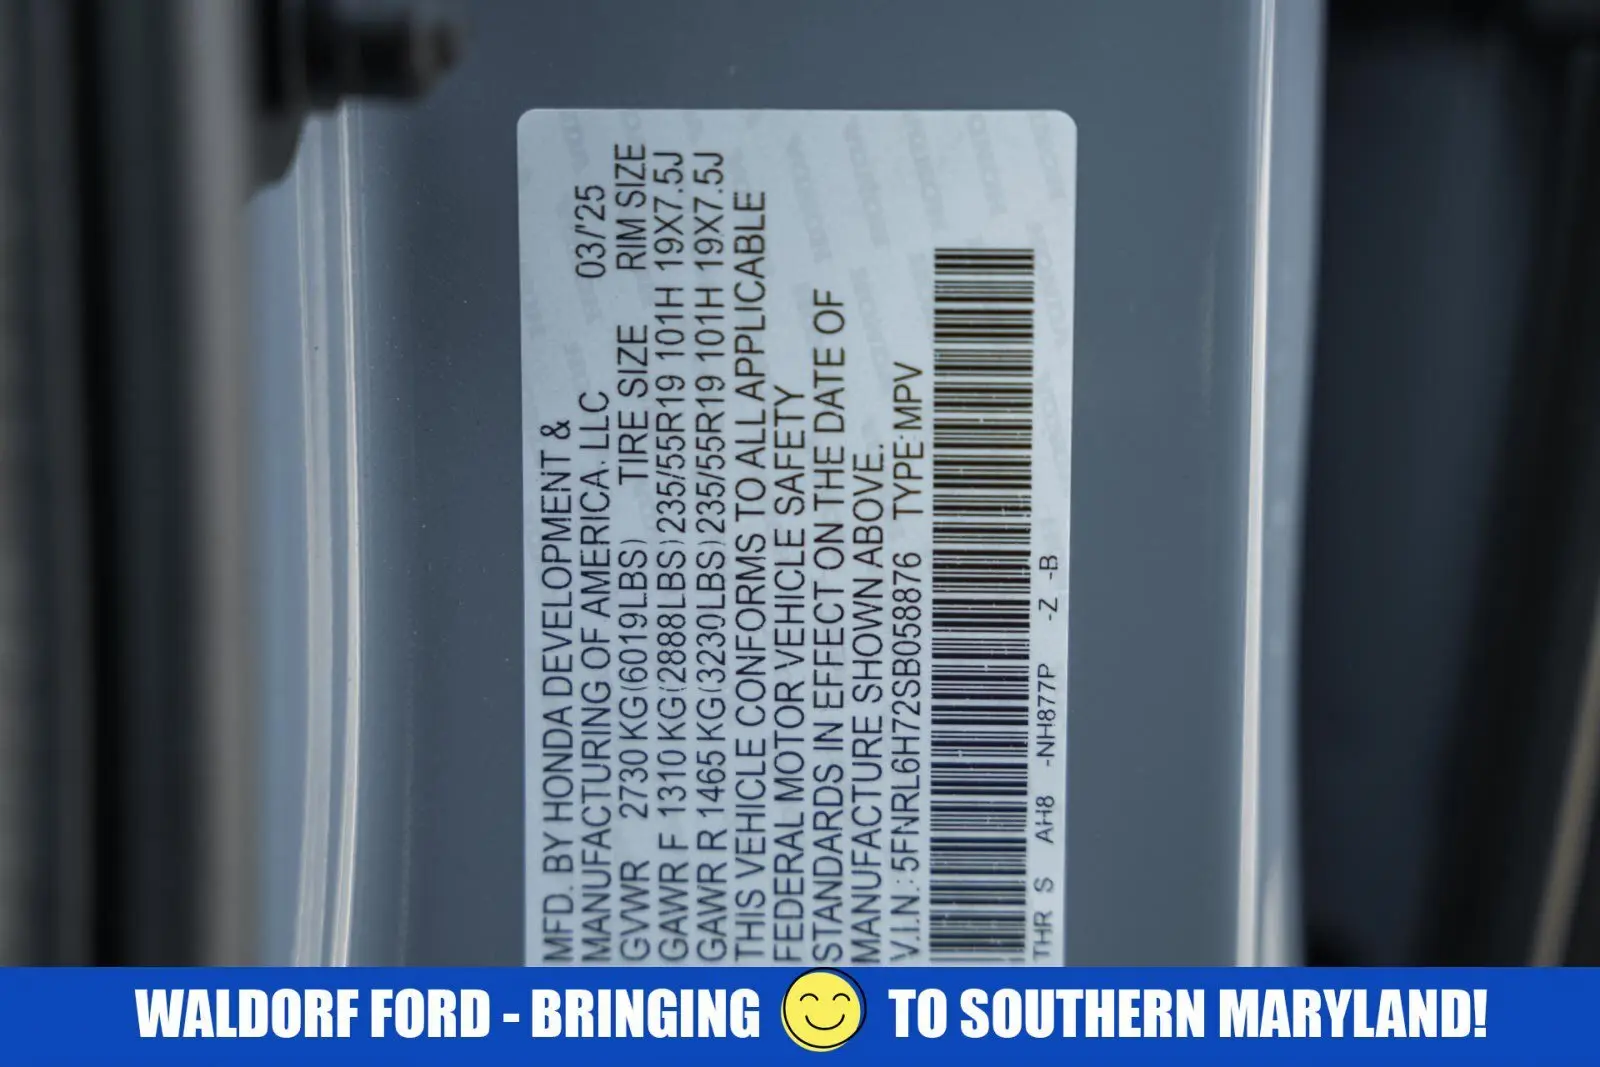 MFD. BY HONDA DEVELOPMENT &
MANUFACTURING OF AMERICA. LLC 03/'25
GVWR 2730 KG(6019LBS) TIRE SIZE RIM SIZE
GAWR F 1310 KG(2888LBS) 235/55R19 101H 19X7.5J
GAWR R 1465 KG(3230LBS) 235/55R19 101H 19X7.5J
THIS VEHICLE CONFORMS TO ALL APPLICABLE
FEDERAL MOTOR VEHICLE SAFETY
STANDARDS IN EFFECT ON THE DATE OF
MANUFACTURE SHOWN ABOVE.
V.I.N.: 5FNRL6H72SB058876 TYPE:MPV
THR S AH8 -NH877P -Z -B
WALDORF FORD - BRINGING TO SOUTHERN MARYLAND!